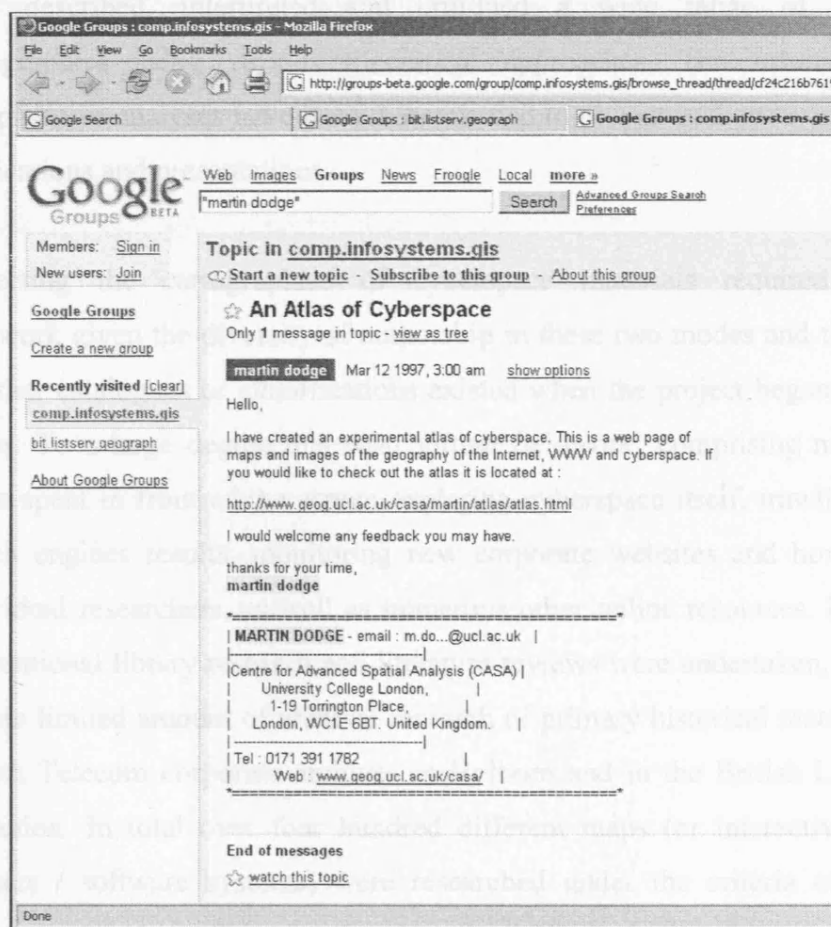 Google Groups : comp.infosystems.gis - Mozilla Firefox
File Edit View Go Bookmarks Tools Help
http://groups-beta.google.com/group/comp.infosystems.gis/browse_thread/thread/cf24c216b7619
Google Search Google Groups : bit.listserv.geograph Google Groups : comp.infosystems.gis
Google Groups BETA
Web Images Groups News Froogle Local more »
"martin dodge" Search Advanced Groups Search
Preferences
Members: Sign in
New users: Join
Google Groups
Create a new group
Recently visited [clear]
comp.infosystems.gis
bit.listserv.geograph
About Google Groups
Topic in comp.infosystems.gis
Start a new topic - Subscribe to this group - About this group
An Atlas of Cyberspace
Only 1 message in topic - view as tree
martin dodge Mar 12 1997, 3:00 am show options
Hello,
I have created an experimental atlas of cyberspace. This is a web page of
maps and images of the geography of the Internet, WWW and cyberspace. If
you would like to check out the atlas it is located at :
http://www.geog.ucl.ac.uk/casa/martin/atlas/atlas.html
I would welcome any feedback you may have.
thanks for your time,
martin dodge
*================================================*
| MARTIN DODGE - email : m.do...@ucl.ac.uk |
|------------------------------|
|Centre for Advanced Spatial Analysis (CASA) |
| University College London, |
| 1-19 Torrington Place, |
| London, WC1E 6BT. United Kingdom.
|------------------------------|
| Tel : 0171 391 1782 |
| Web : www.geog.ucl.ac.uk/casa/ | |
*================================================*
End of messages
watch this topic
Done